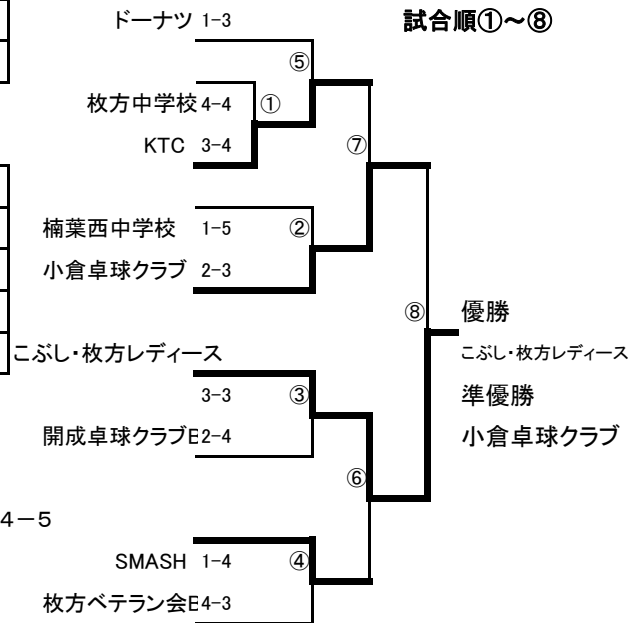 ドーナツ 1-3 試合順①～⑧
⑤
枚方中学校 4-4 ①
KTC 3-4 ⑦
楠葉西中学校 1-5 ②
小倉卓球クラブ 2-3
⑧ 優勝
こぶし・枚方レディース こぶし・枚方レディース
3-3 ③ 準優勝
開成卓球クラブE 2-4 小倉卓球クラブ
⑥
4－5
SMASH 1-4 ④
枚方ベテラン会E 4-3